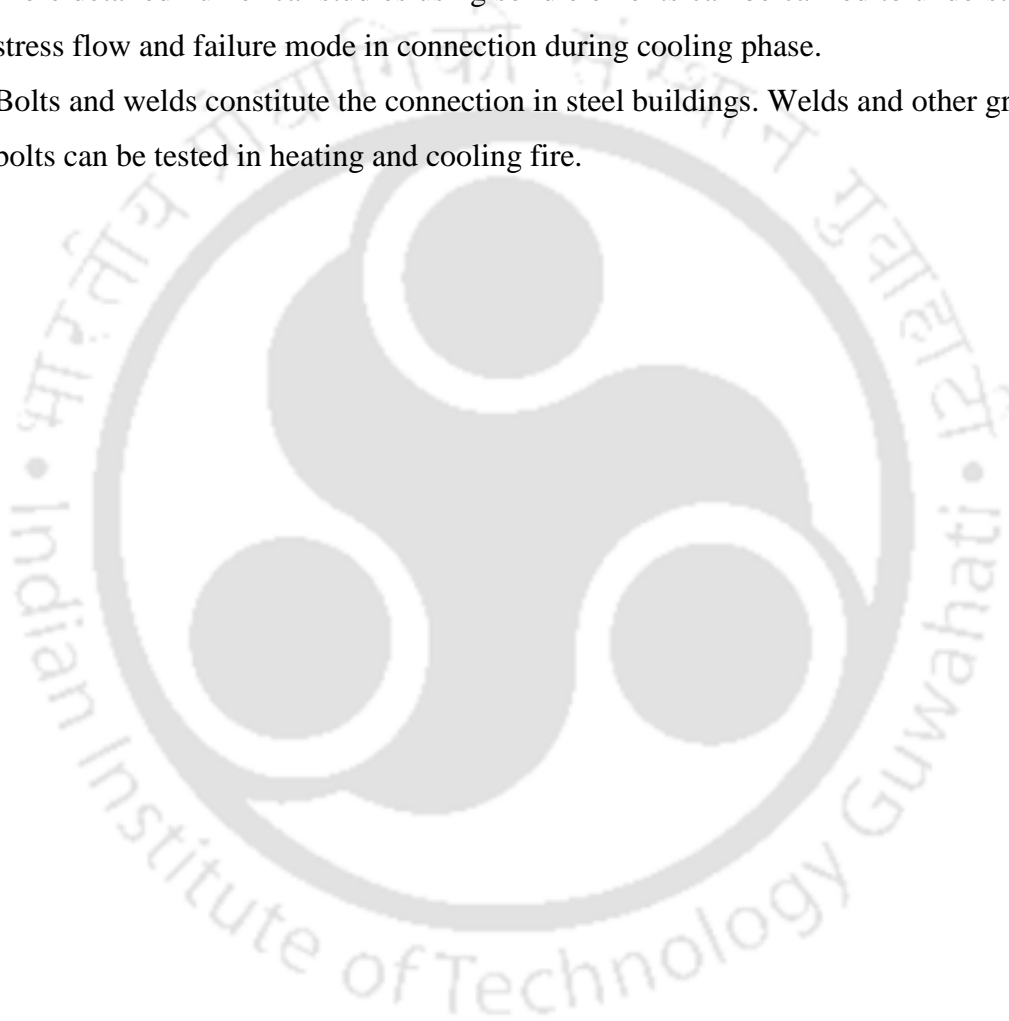 stress flow and failure mode in connection during cooling phase.
Bolts and welds constitute the connection in steel buildings. Welds and other
bolts can be tested in heating and cooling fire.
भारतीय प्रौद्योगिकी संस्थान गुवाहाटी
Indian Institute of Technology Guwahati